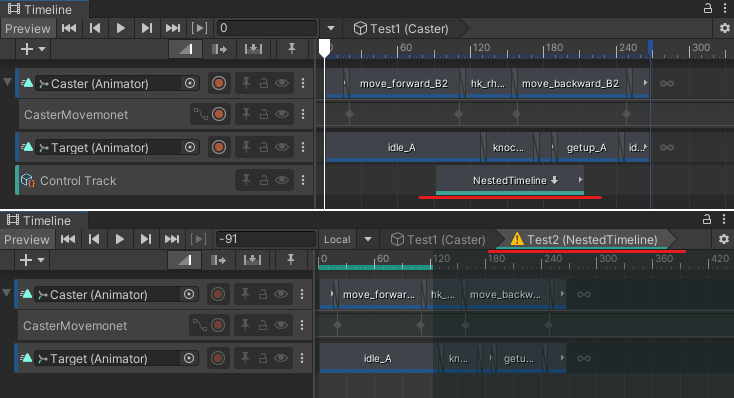 Timeline
Preview 0 Test1 (Caster)
60 120 180 240 300
Caster (Animator) move_forward_B2 hk_rh... move_backward_B2
CasterMovemonet
Target (Animator) idle_A knoc... getup_A id...
Control Track NestedTimeline
Timeline
Preview -91 Local Test1 (Caster) Test2 (NestedTimeline)
0 60 120 180 240 300 360 420
Caster (Animator) move_forwar... hk_... move_backw...
CasterMovemonet
Target (Animator) idle_A kn... getu...